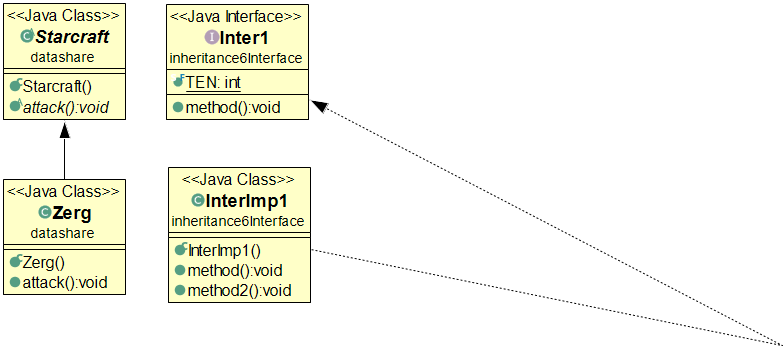 <<Java Class>>
Starcraft
datashare
Starcraft()
attack():void
<<Java Interface>>
Inter1
inheritance6Interface
TEN: int
method():void
<<Java Class>>
Zerg
datashare
Zerg()
attack():void
<<Java Class>>
InterImp1
inheritance6Interface
InterImp1()
method():void
method2():void